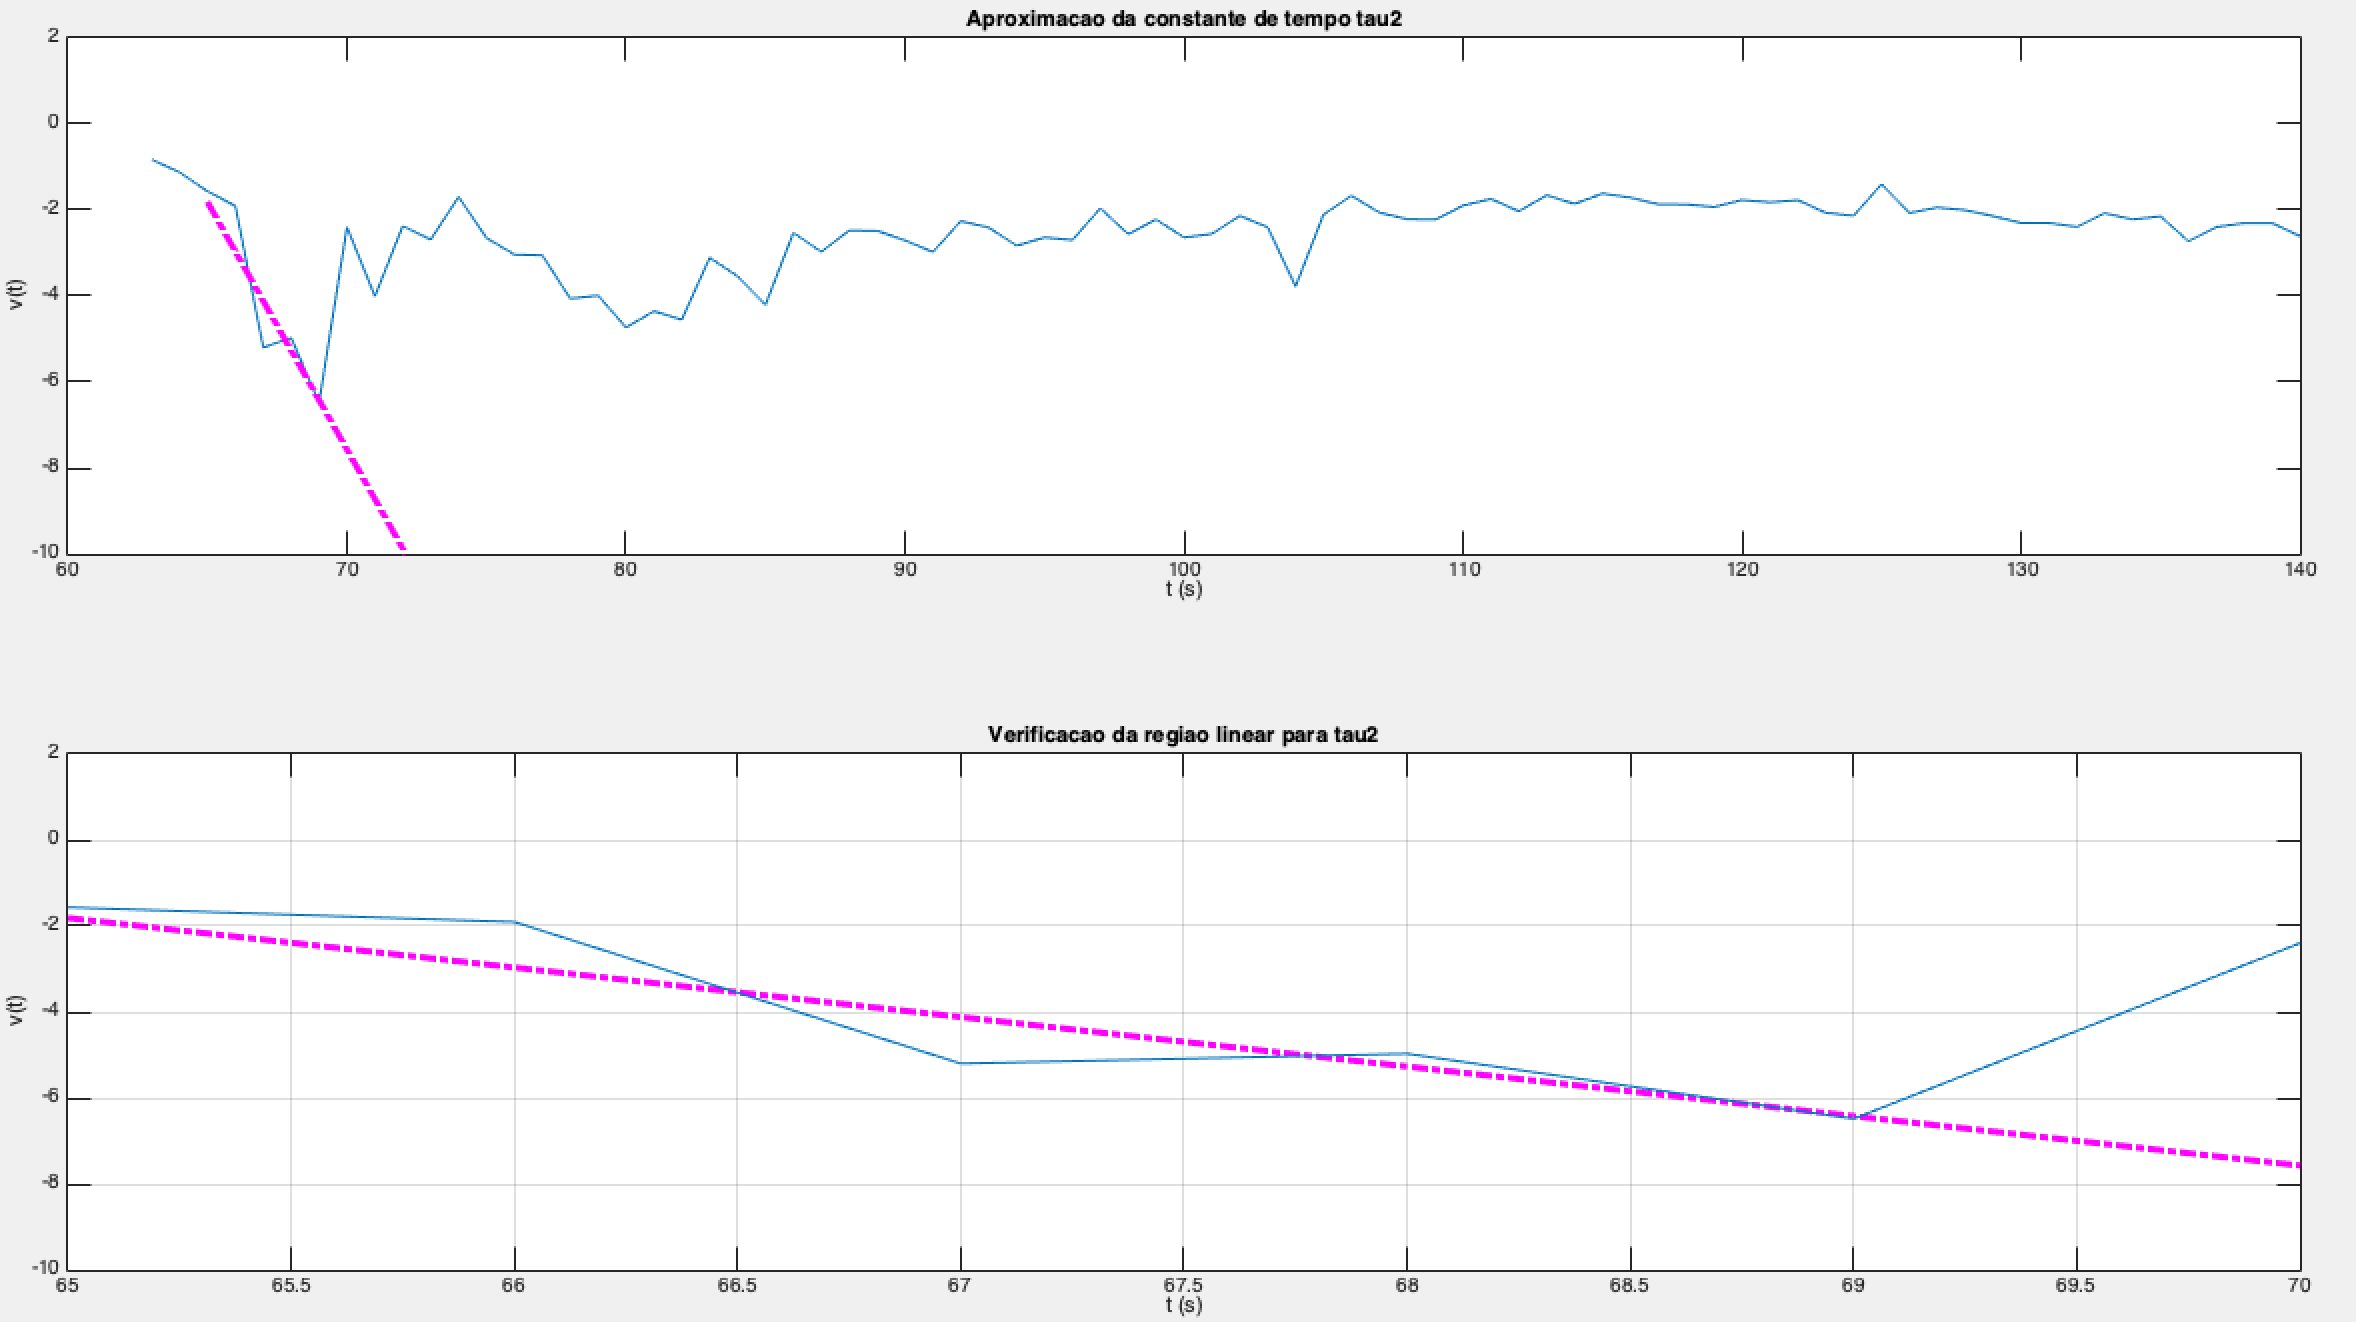 Aproximacao da constante de tempo tau2
2
0
-2
-4
-6
-8
-10
v(t)
60 70 80 90 100 110 120 130 140
t (s)
Verificacao da regiao linear para tau2
2
0
-2
-4
-6
-8
-10
v(t)
65 65.5 66 66.5 67 67.5 68 68.5 69 69.5 70
t (s)